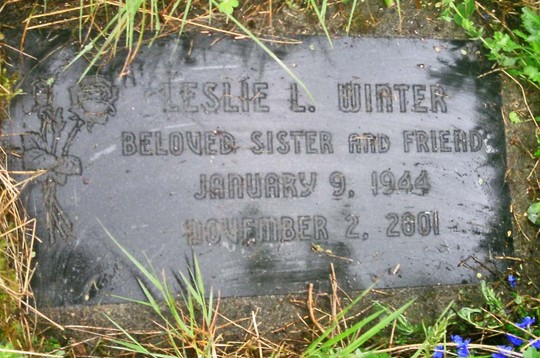 LESLIE L. WINTER
BELOVED SISTER AND FRIEND
JANUARY 9, 1944
NOVEMBER 2, 2001